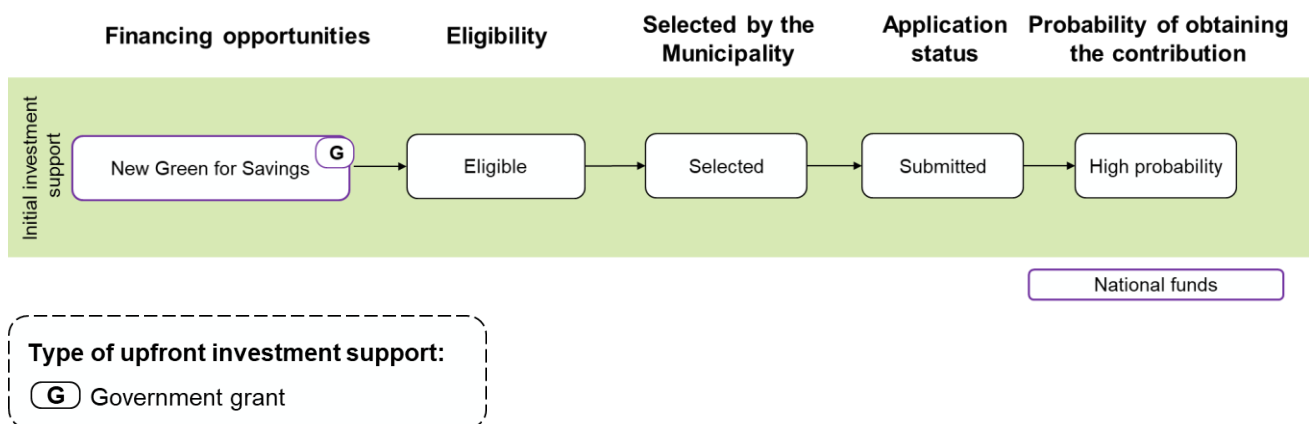 Financing opportunities
Eligibility
Selected by the
Municipality
Application
status
Probability of obtaining
the contribution
Initial investment
support
New Green for Savings
G
Eligible
Selected
Submitted
High probability
National funds
Type of upfront investment support:
G Government grant